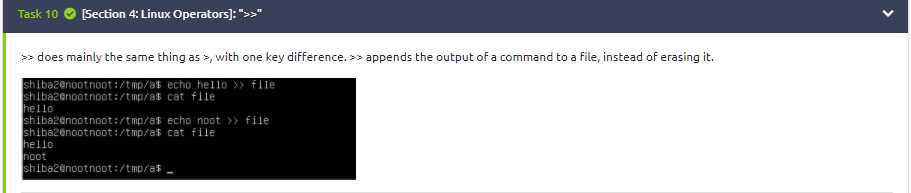 Task 10 [Section 4: Linux Operators]: ">>"
>> does mainly the same thing as >, with one key difference. >> appends the output of a command to a file, instead of erasing it.
shiba2@nootnoot:/tmp/a$ echo hello >> file
shiba2@nootnoot:/tmp/a$ cat file
hello
shiba2@nootnoot:/tmp/a$ echo noot >> file
shiba2@nootnoot:/tmp/a$ cat file
hello
noot
shiba2@nootnoot:/tmp/a$ _